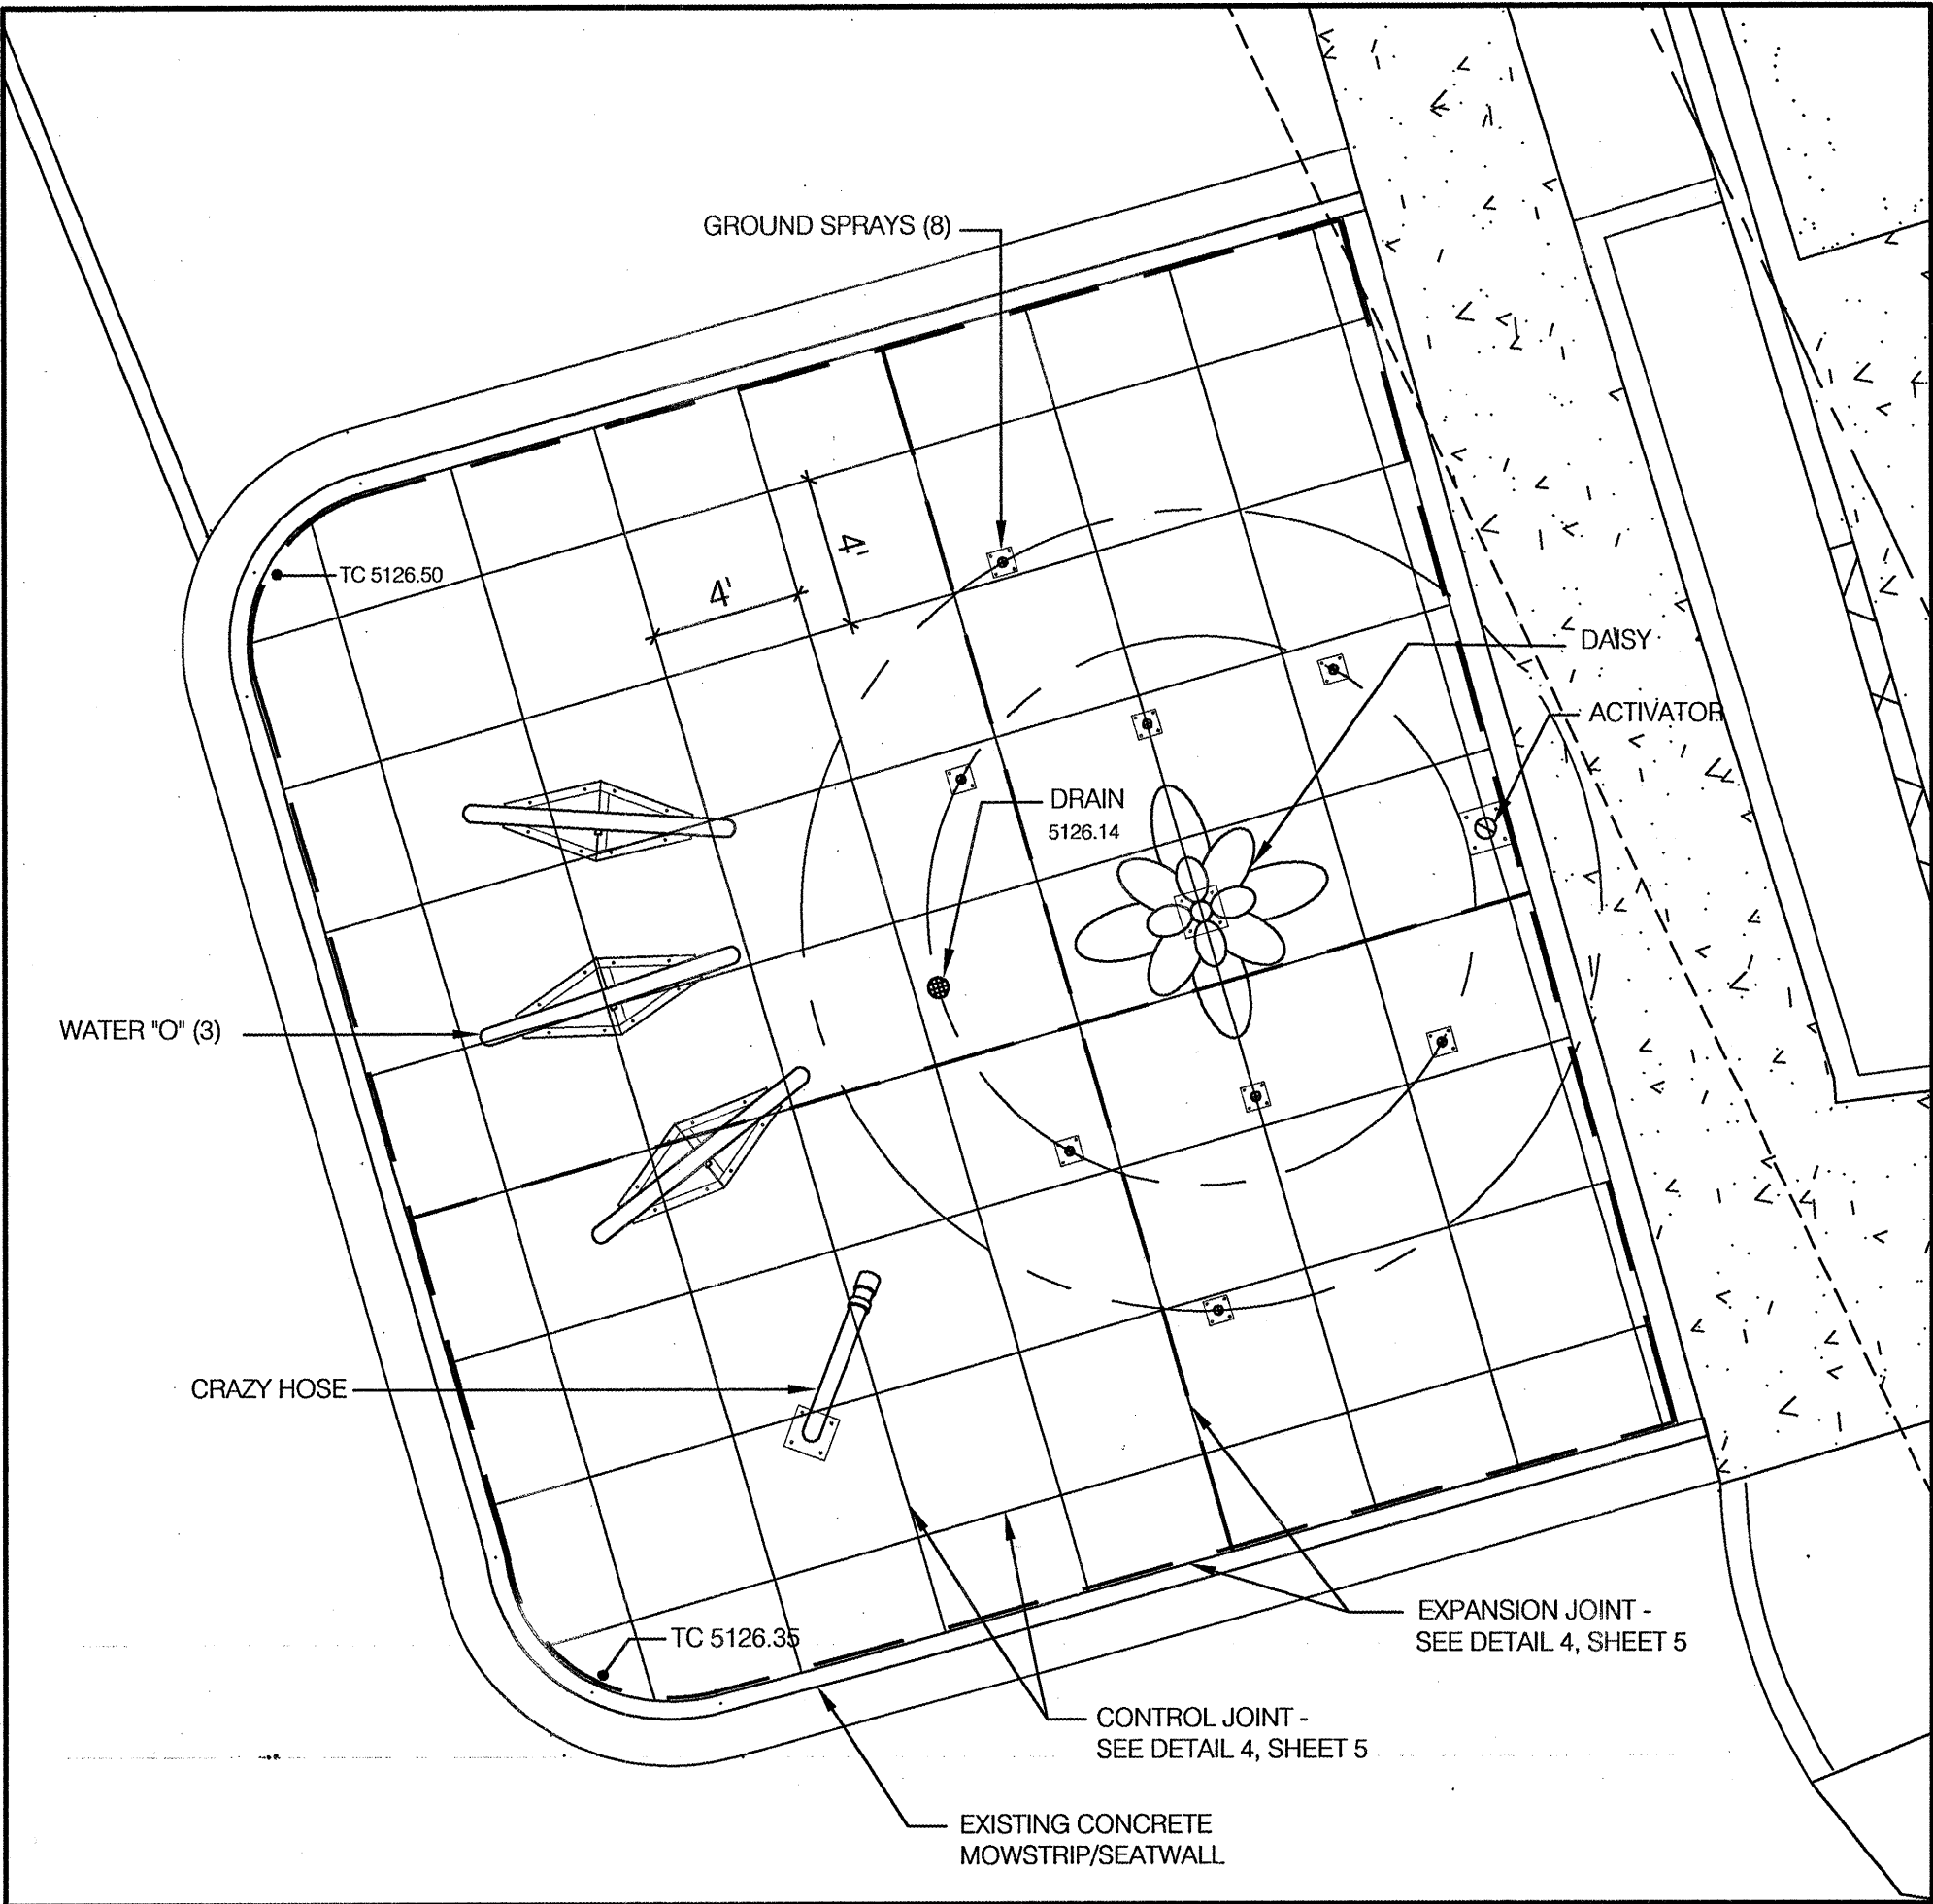 GROUND SPRAYS (8)
TC 5126.50
4'
4'
DAISY
ACTIVATOR
DRAIN
5126.14
WATER "O" (3)
CRAZY HOSE
TC 5126.35
EXPANSION JOINT -
SEE DETAIL 4, SHEET 5
CONTROL JOINT -
SEE DETAIL 4, SHEET 5
EXISTING CONCRETE
MOWSTRIP/SEATWALL